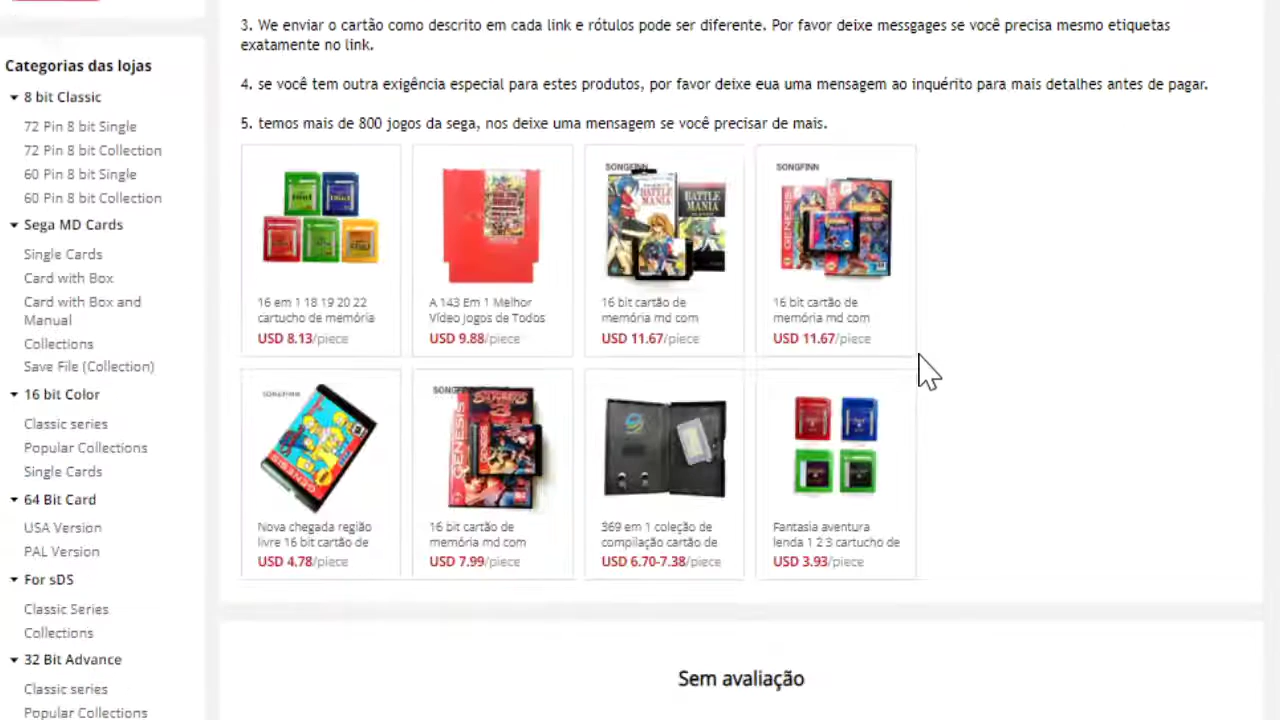 3. We enviar o cartão como descrito em cada link e rótulos pode ser diferente. Por favor deixe messgages se você precisa mesmo etiquetas
exatamente no link.
4. se você tem outra exigência especial para estes produtos, por favor deixe eua uma mensagem ao inquérito para mais detalhes antes de pagar.
5. temos mais de 800 jogos da sega, nos deixe uma mensagem se você precisar de mais.
Categorias das lojas
8 bit Classic
72 Pin 8 bit Single
72 Pin 8 bit Collection
60 Pin 8 bit Single
60 Pin 8 bit Collection
Sega MD Cards
Single Cards
Card with Box
Card with Box and
Manual
Collections
Save File (Collection)
16 bit Color
Classic series
Popular Collections
Single Cards
64 Bit Card
USA Version
PAL Version
For sDS
Classic Series
Collections
32 Bit Advance
Classic series
Popular Collections
16 em 1 18 19 20 22
cartucho de memória
USD 8.13/piece
A 143 Em 1 Melhor
Vídeo Jogos de Todos
USD 9.88/piece
SONGFINN
BATTLE
MANIA
BATTLE
MANIA
16 bit cartão de
memória md com
USD 11.67/piece
SONGFINN
GENESIS
16 bit cartão de
memória md com
USD 11.67/piece
SONGFINN
GENESIS
Nova chegada região
livre 16 bit cartão de
USD 4.78/piece
GENESIS
16 bit cartão de
memória md com
USD 7.99/piece
369 em 1 coleção de
compilação cartão de
USD 6.70-7.38/piece
Fantasia aventura
lenda 1 2 3 cartucho de
USD 3.93/piece
Sem avaliação